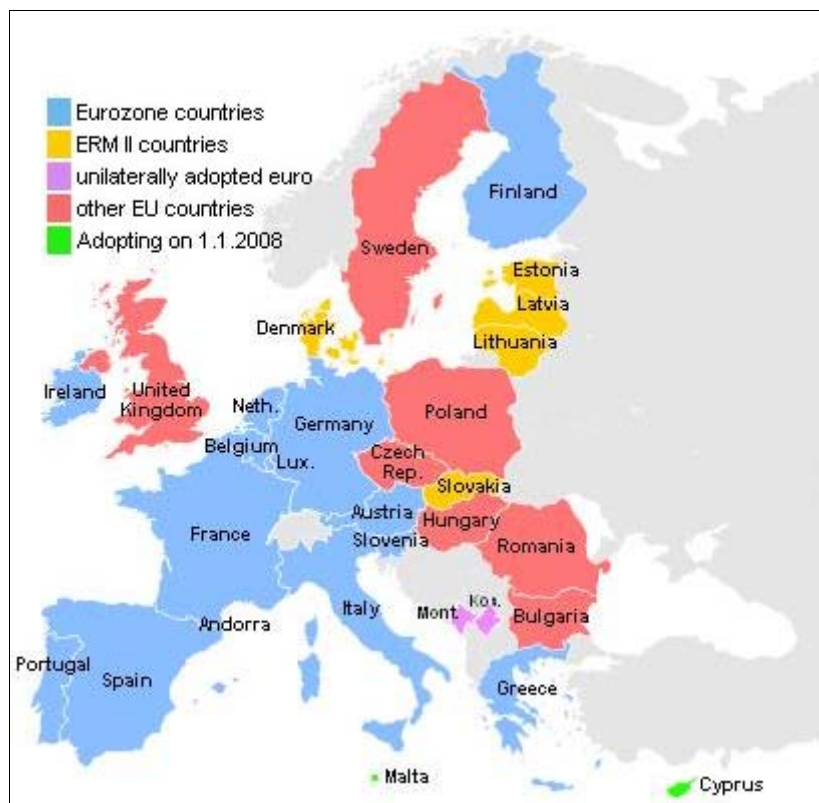 Eurozone countries
ERM II countries
unilaterally adopted euro
other EU countries
Adopting on 1.1.2008
Finland
Sweden
Estonia
Latvia
Denmark
Lithuania
Ireland
United
Kingdom
Neth.
Germany
Poland
Belgium
Lux.
Czech
Rep.
Slovakia
Austria
Hungary
France
Slovenia
Romania
Andorra
Italy
Mont.
Kos.
Bulgaria
Portugal
Spain
Greece
Malta
Cyprus